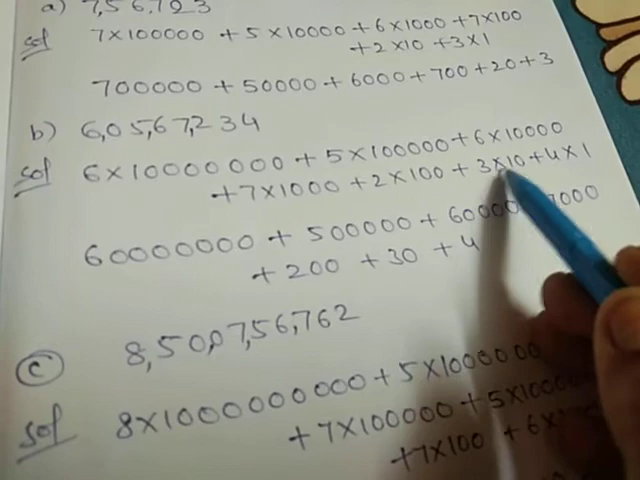 a) 7,56,723
Sol 7×100000 + 5×10000 + 6×1000 + 7×100
+ 2×10 + 3×1
700000 + 50000 + 6000 + 700 + 20 + 3
b) 6,05,67,234
Sol 6×10000000 + 5×100000 + 6×10000
+ 7×1000 + 2×100 + 3×10 + 4×1
60000000 + 500000 + 60000 7000
+ 200 + 30 + 4
c 8,50,07,56,762
Sol 8×1000000000 + 5×1000000
+ 7×100000 + 5×1000
+ 7×100 + 6×